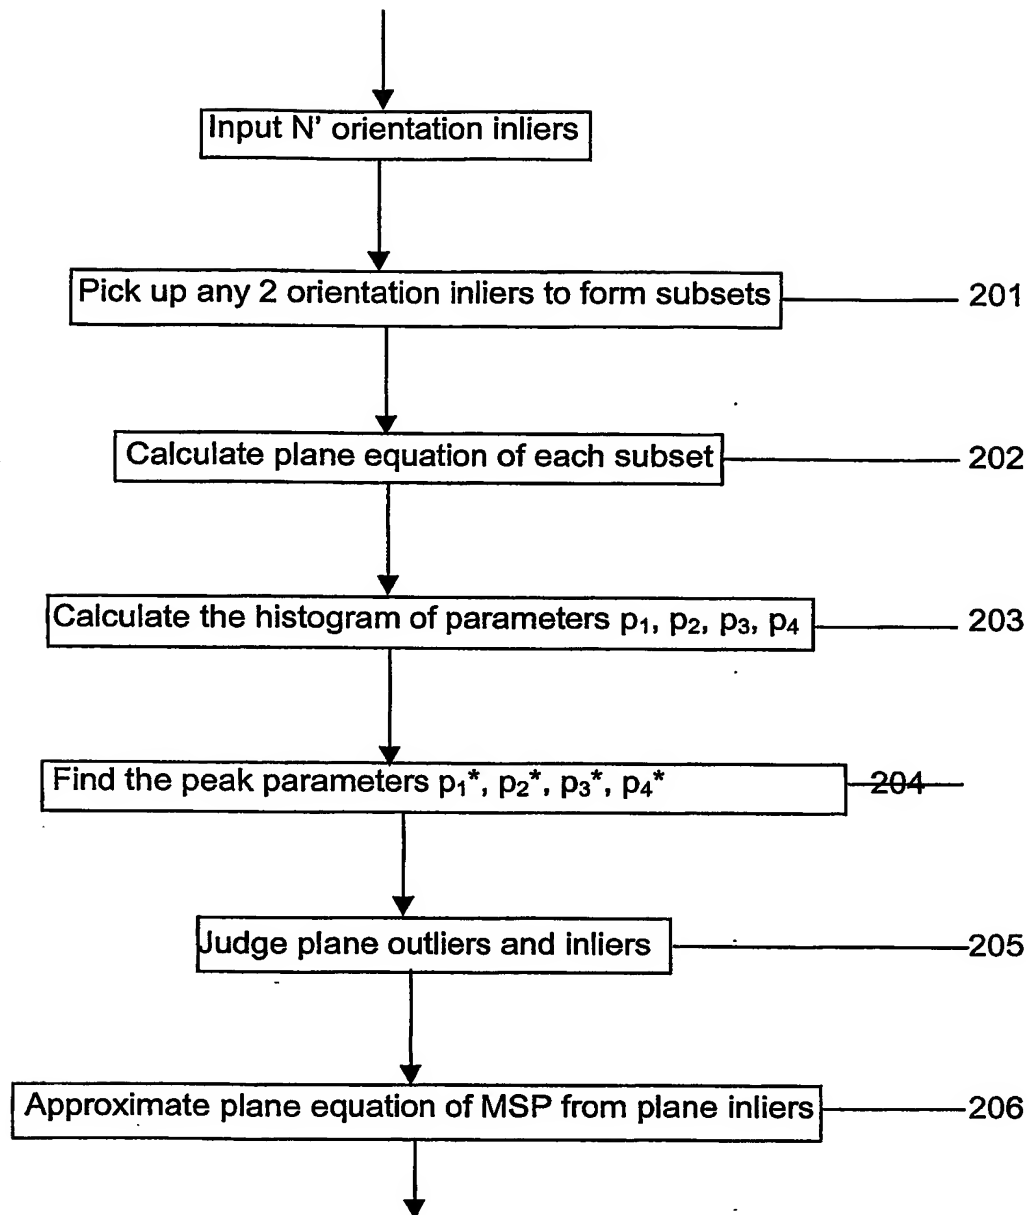 Input N' orientation inliers
Pick up any 2 orientation inliers to form subsets 201
Calculate plane equation of each subset 202
Calculate the histogram of parameters p₁, p₂, p₃, p₄ 203
Find the peak parameters p₁*, p₂*, p₃*, p₄* 204
Judge plane outliers and inliers 205
Approximate plane equation of MSP from plane inliers 206